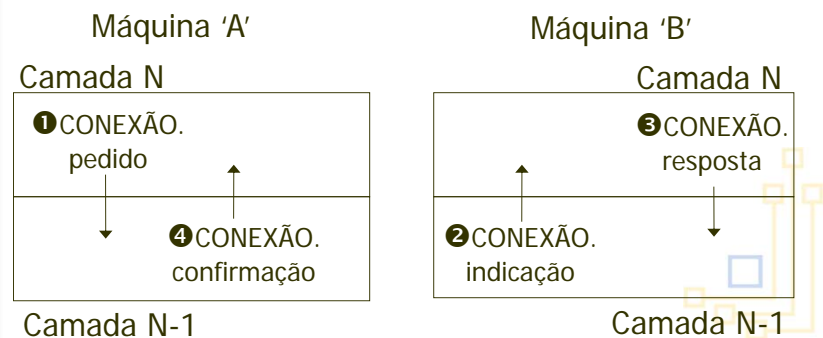 Máquina ‘A’
Camada N
❶CONEXÃO.
pedido
❹CONEXÃO.
confirmação
Camada N-1
Máquina ‘B’
Camada N
❸CONEXÃO.
resposta
❷CONEXÃO.
indicação
Camada N-1